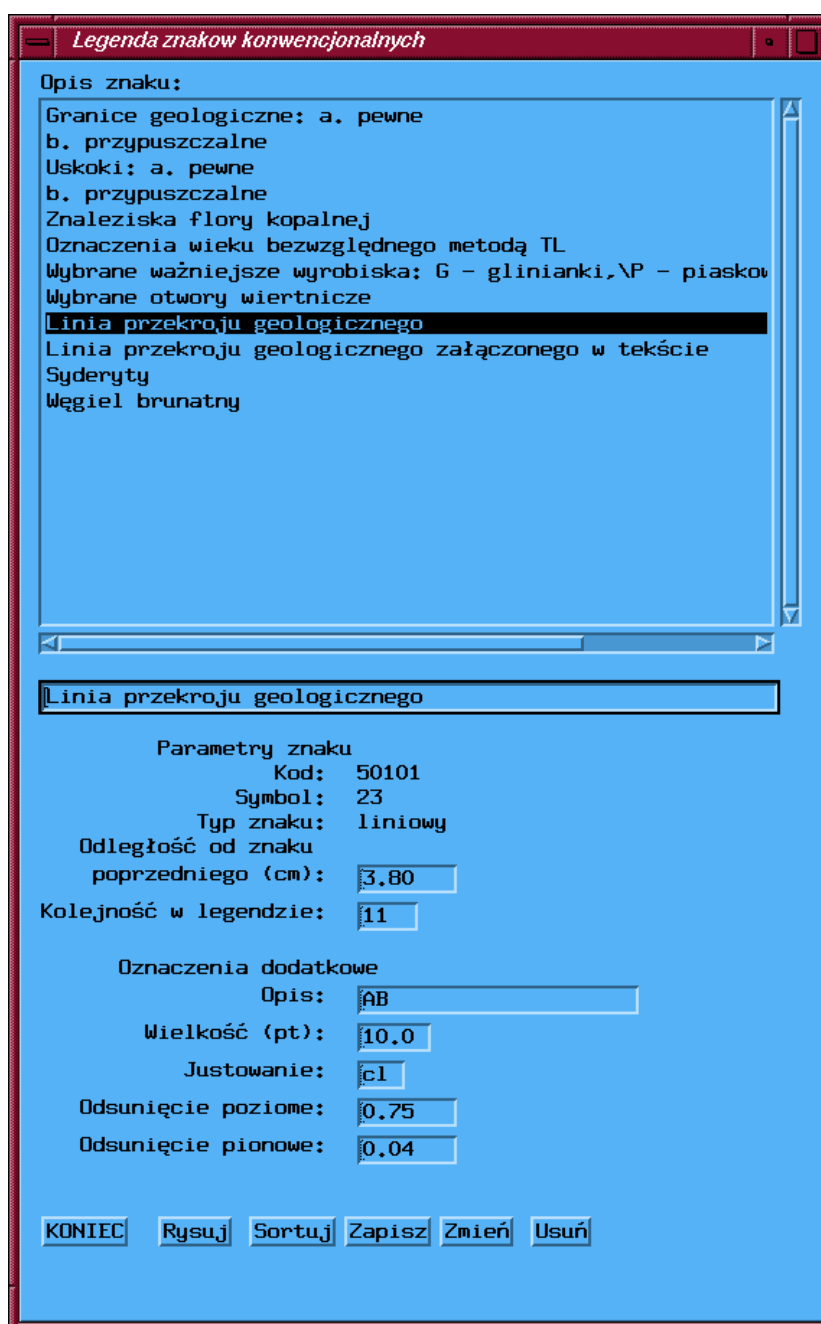 Legenda znakow konwencjonalnych
Opis znaku:
Granice geologiczne: a. pewne
b. przypuszczalne
Uskoki: a. pewne
b. przypuszczalne
Znaleziska flory kopalnej
Oznaczenia wieku bezwzględnego metodą TL
Wybrane ważniejsze wyrobiska: G - glinianki,\P - piaskow
Wybrane otwory wiertnicze
Linia przekroju geologicznego
Linia przekroju geologicznego załączonego w tekście
Syderyty
Węgiel brunatny
Linia przekroju geologicznego
Parametry znaku
Kod: 50101
Symbol: 23
Typ znaku: liniowy
Odległość od znaku
poprzedniego (cm): 3.80
Kolejność w legendzie: 11
Oznaczenia dodatkowe
Opis: AB
Wielkość (pt): 10.0
Justowanie: cl
Odsunięcie poziome: 0.75
Odsunięcie pionowe: 0.04
KONIEC Rysuj Sortuj Zapisz Zmień Usuń